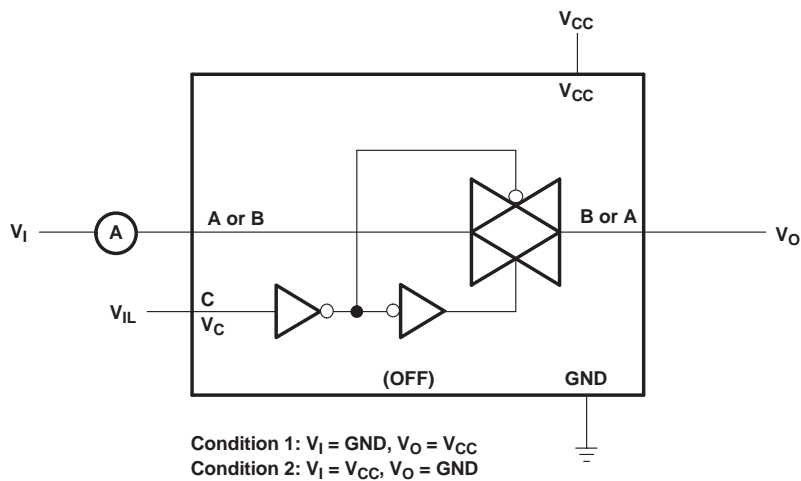 VCC
VCC
A or B
B or A
VI
A
VO
C
VIL
VC
(OFF)
GND
Condition 1: VI = GND, VO = VCC
Condition 2: VI = VCC, VO = GND